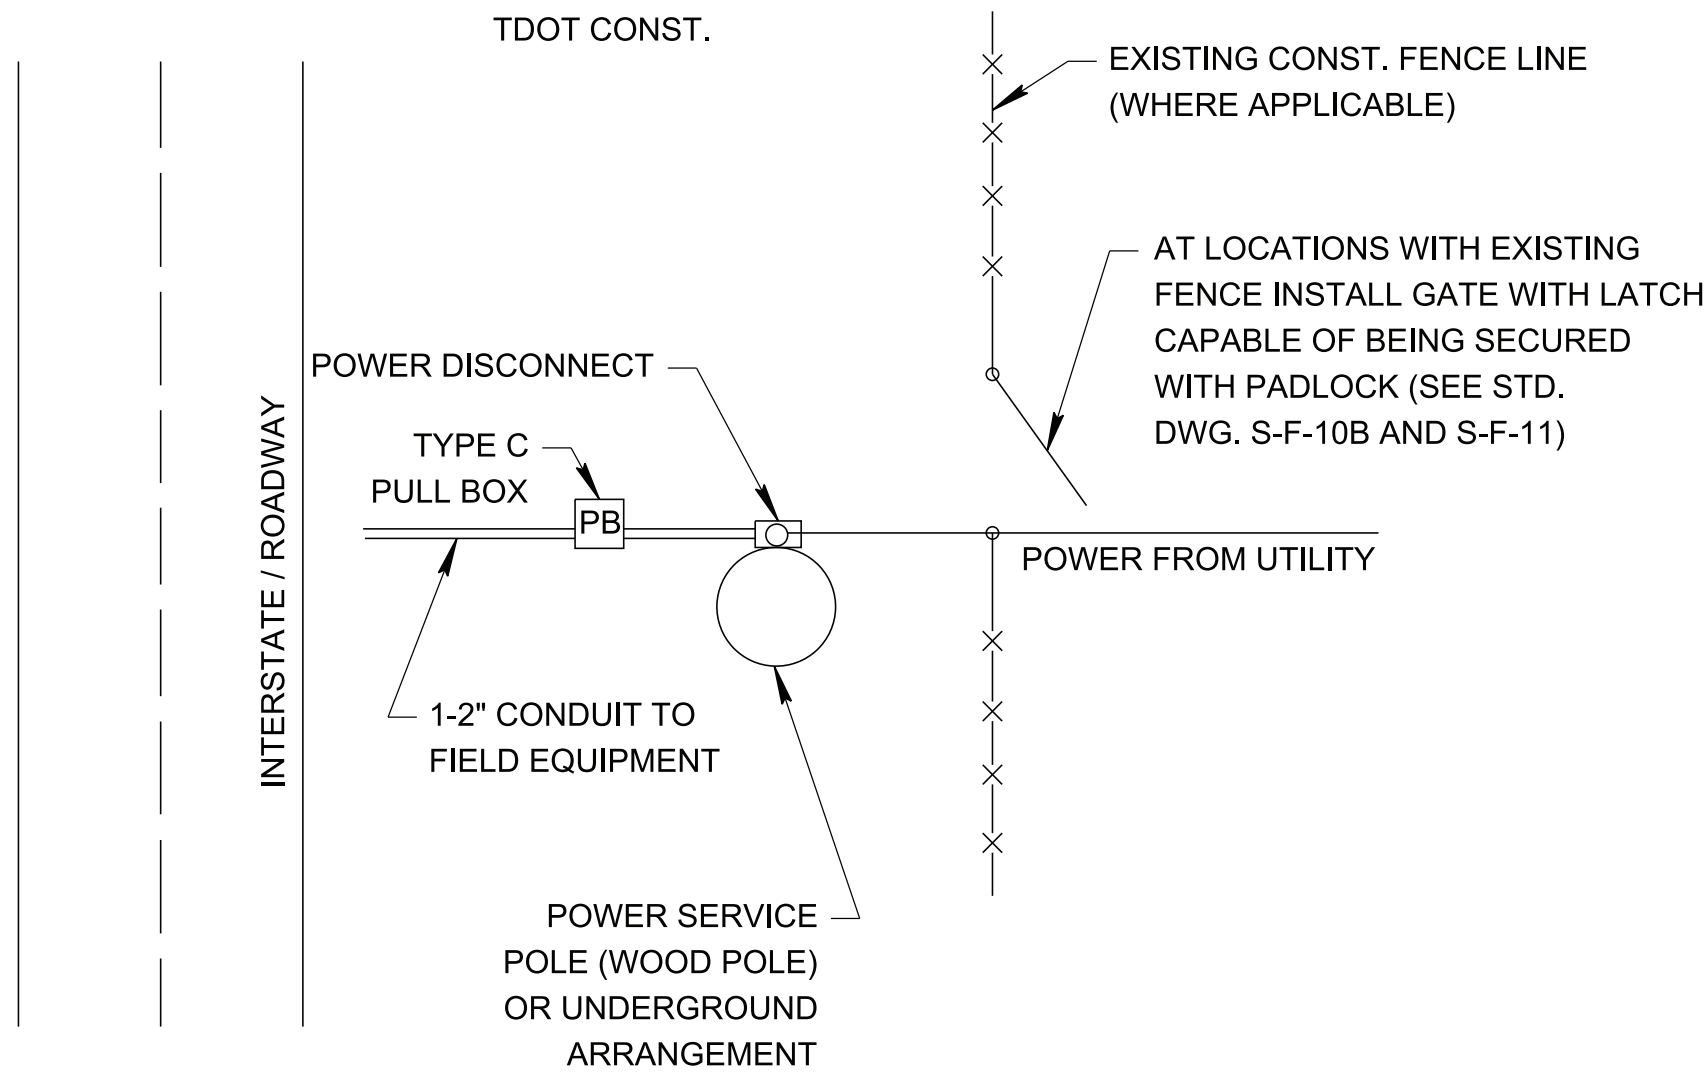 TDOT CONST.
EXISTING CONST. FENCE LINE
(WHERE APPLICABLE)
AT LOCATIONS WITH EXISTING
FENCE INSTALL GATE WITH LATCH
CAPABLE OF BEING SECURED
WITH PADLOCK (SEE STD.
DWG. S-F-10B AND S-F-11)
POWER DISCONNECT
TYPE C
PULL BOX
PB
POWER FROM UTILITY
INTERSTATE / ROADWAY
1-2" CONDUIT TO
FIELD EQUIPMENT
POWER SERVICE
POLE (WOOD POLE)
OR UNDERGROUND
ARRANGEMENT